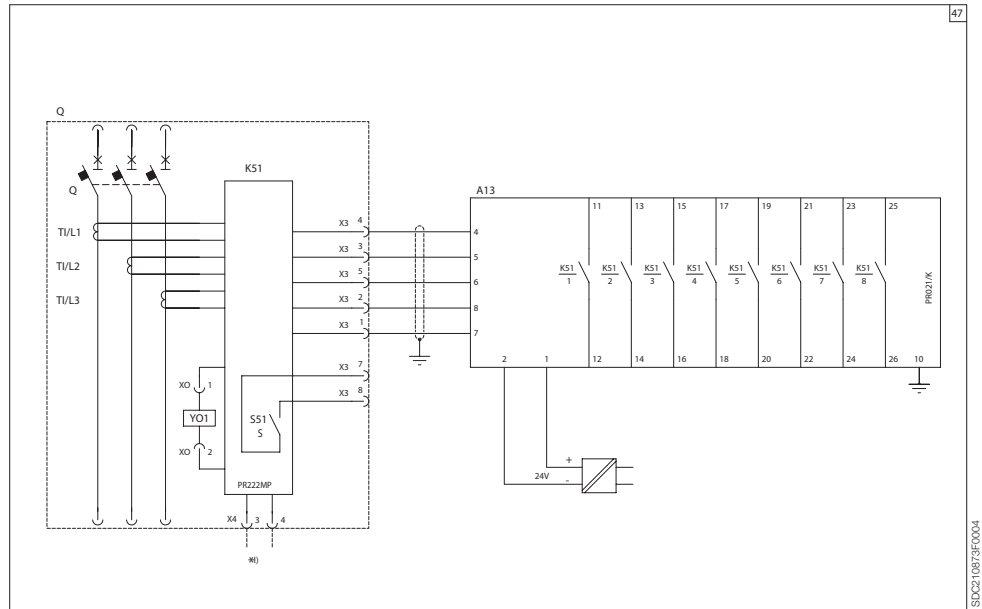 47
Q
K51
A13
Q
11 13 15 17 19 21 23 25
X3 4
4
TI/L1
X3 3
5
TI/L2
X3 5
6
K51 K51 K51 K51 K51 K51 K51 K51
1 2 3 4 5 6 7 8
PR021/K
TI/L3
X3 2
8
X3 1
7
2 1 12 14 16 18 20 22 24 26 10
X3 7
XO 1
X3 8
YO1
S51
S
XO 2
+
24V
-
PR222MP
X4 3 4
SDC210873F0004